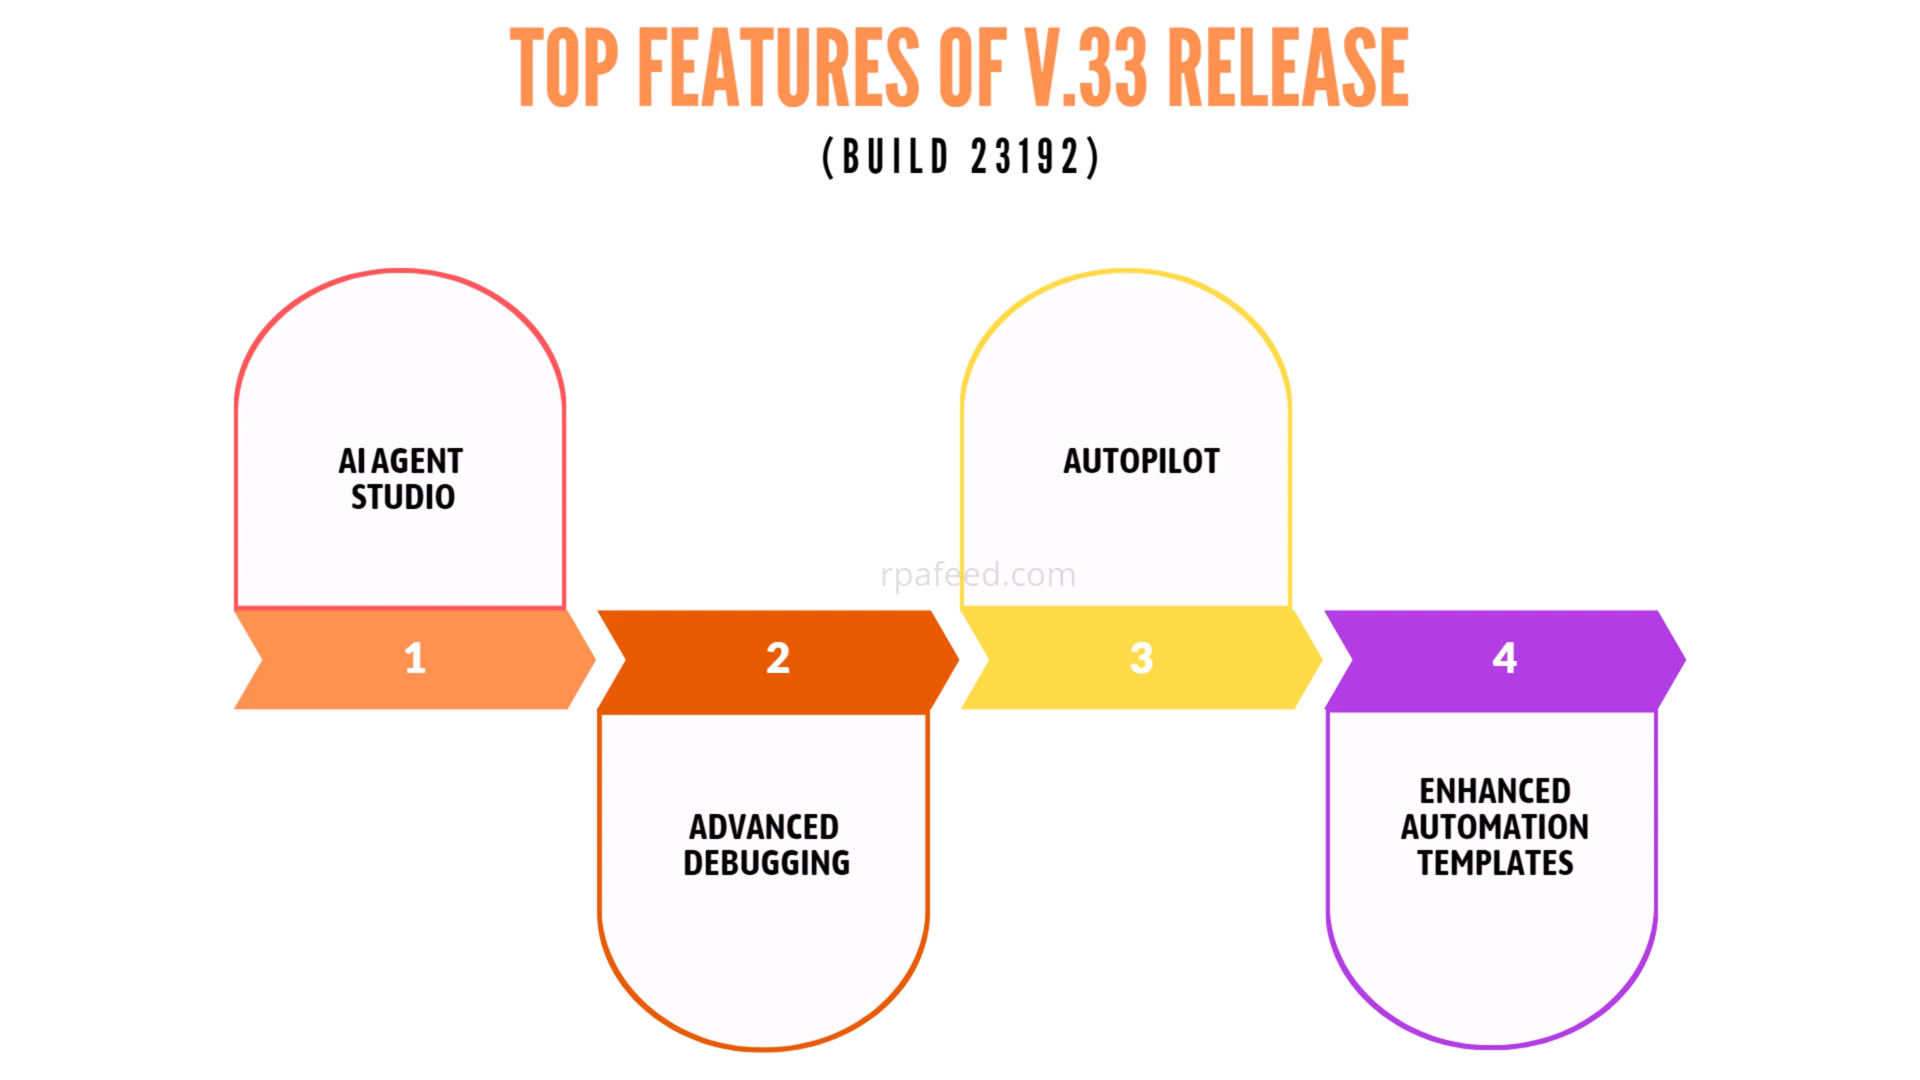 TOP FEATURES OF V.33 RELEASE
(BUILD 23192)
AI AGENT
STUDIO
1
2
ADVANCED
DEBUGGING
AUTOPILOT
3
4
ENHANCED
AUTOMATION
TEMPLATES
rpafeed.com